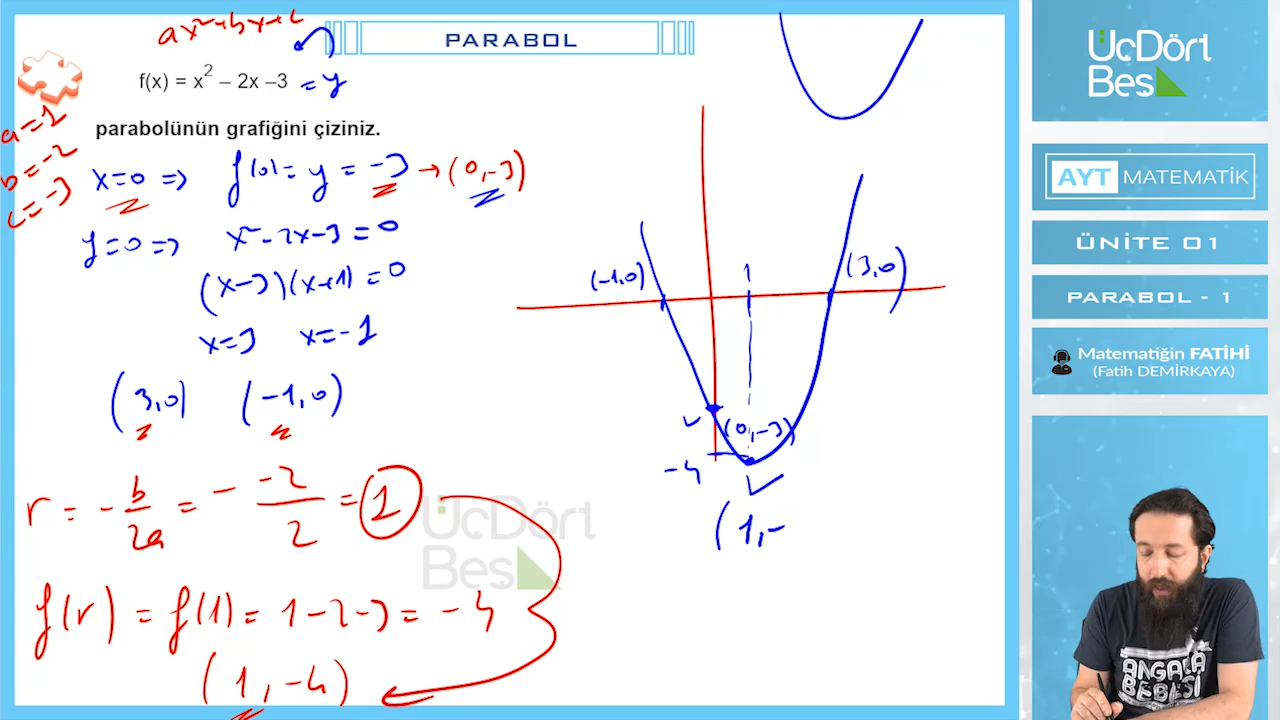 ax²+bx+c
PARABOL
f(x) = x² – 2x –3 = y
a=1
b=-2
c=-3
parabolünün grafiğini çiziniz.
x=0 => f(0)= y = -3 → (0,-3)
y=0 => x²-2x-3=0
(x-3)(x+1)=0
x=3 x=-1
(3,0) (-1,0)
r = -b/2a = - -2/2 = 1
f(r) = f(1) = 1-2-3 = -4
(1,-4)
(-1,0)
1
(3,0)
(0,-3)
-4
(1,-
ÜçDört
Beş
ÜçDört
Beş
AYT MATEMATİK
ÜNİTE 01
PARABOL - 1
Matematiğin FATİHİ
(Fatih DEMİRKAYA)
ANGARA
BEBESİ